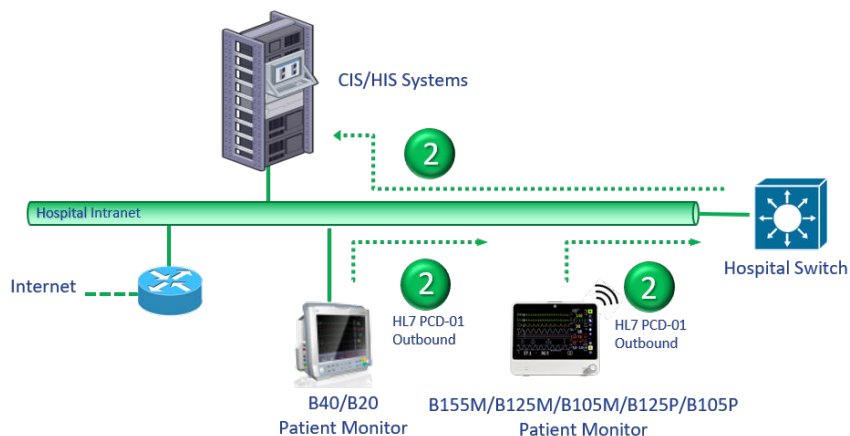 CIS/HIS Systems
2
Hospital Intranet
Hospital Switch
Internet
2
HL7 PCD-01
Outbound
2
HL7 PCD-01
Outbound
B40/B20
Patient Monitor
B155M/B125M/B105M/B125P/B105P
Patient Monitor